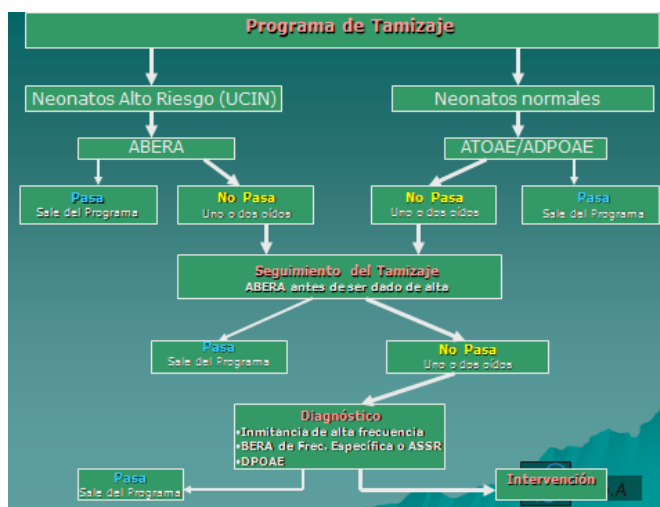 Programa de Tamizaje
Neonatos Alto Riesgo (UCIN)
Neonatos normales
ABERA
ATOAE/ADPOAE
Pasa
Sale del Programa
No Pasa
Uno o dos oídos
No Pasa
Uno o dos oídos
Pasa
Sale del Programa
Seguimiento del Tamizaje
ABERA antes de ser dado de alta
Pasa
Sale del Programa
No Pasa
Uno o dos oídos
Diagnóstico
•Inmitancia de alta frecuencia
•BERA de Frec. Específica o ASSR
•DPOAE
Pasa
Sale del Programa
Intervención